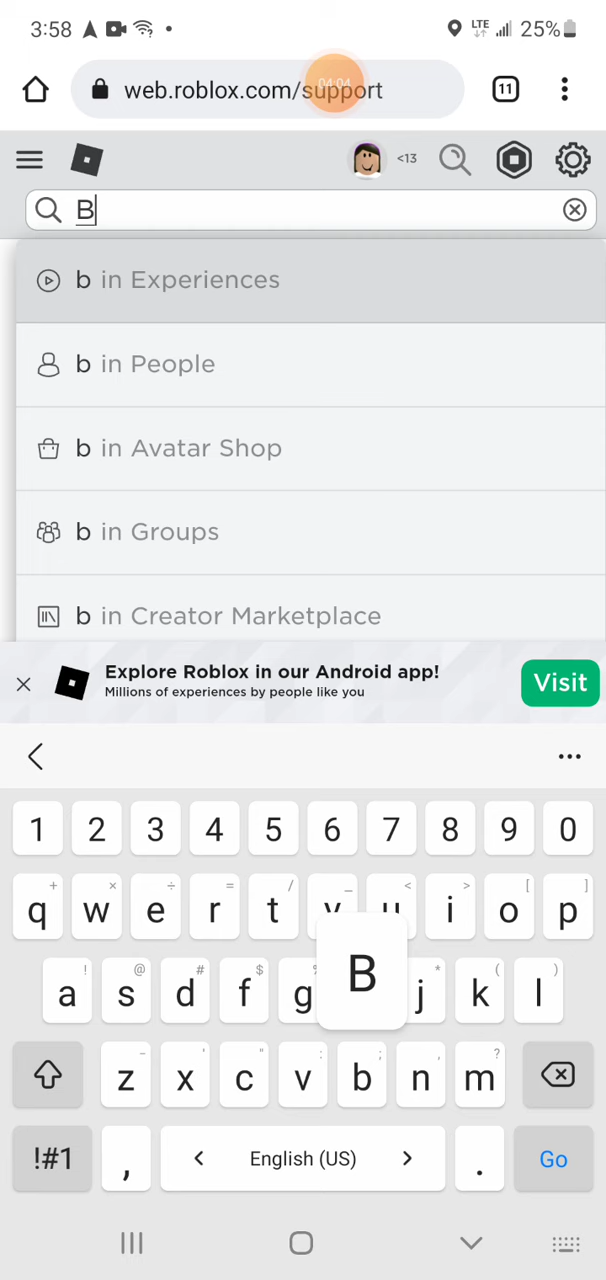 3:58 LTE 25%
web.roblox.com/support 04:04 11
<13
B
b in Experiences
b in People
b in Avatar Shop
b in Groups
b in Creator Marketplace
Explore Roblox in our Android app!
Millions of experiences by people like you
Visit
1 2 3 4 5 6 7 8 9 0
+ × ÷ = / _ < > [ ]
q w e r t y u i o p
! @ # $ * ( )
a s d f g B j k l
- ' " : ; , ?
z x c v b n m
!#1 , < English (US) > . Go